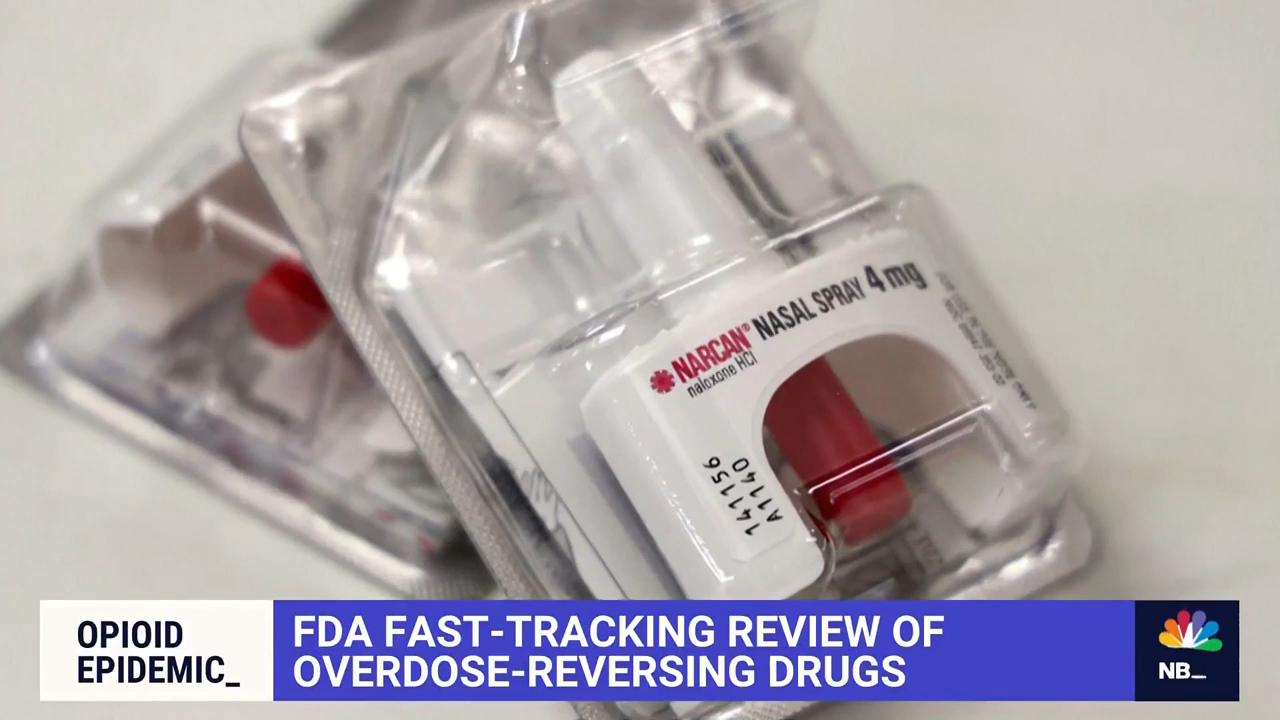 NARCAN® NASAL SPRAY 4 mg
naloxone HCl
141156
A1140
OPIOID
EPIDEMIC_
FDA FAST-TRACKING REVIEW OF
OVERDOSE-REVERSING DRUGS
NB_